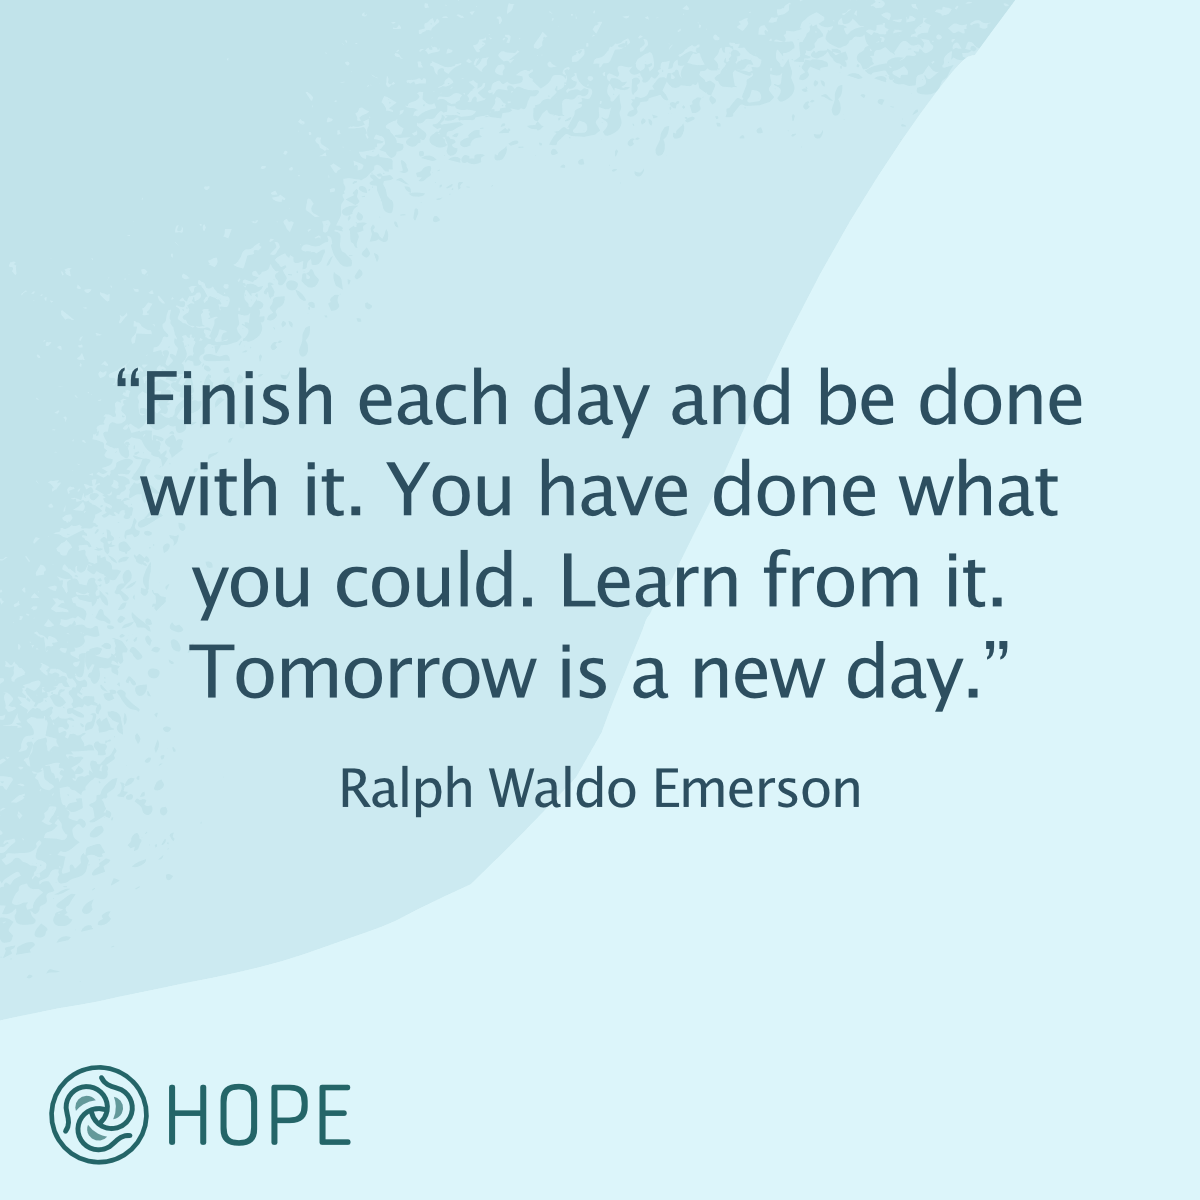 “Finish each day and be done
with it. You have done what
you could. Learn from it.
Tomorrow is a new day.”
Ralph Waldo Emerson
HOPE